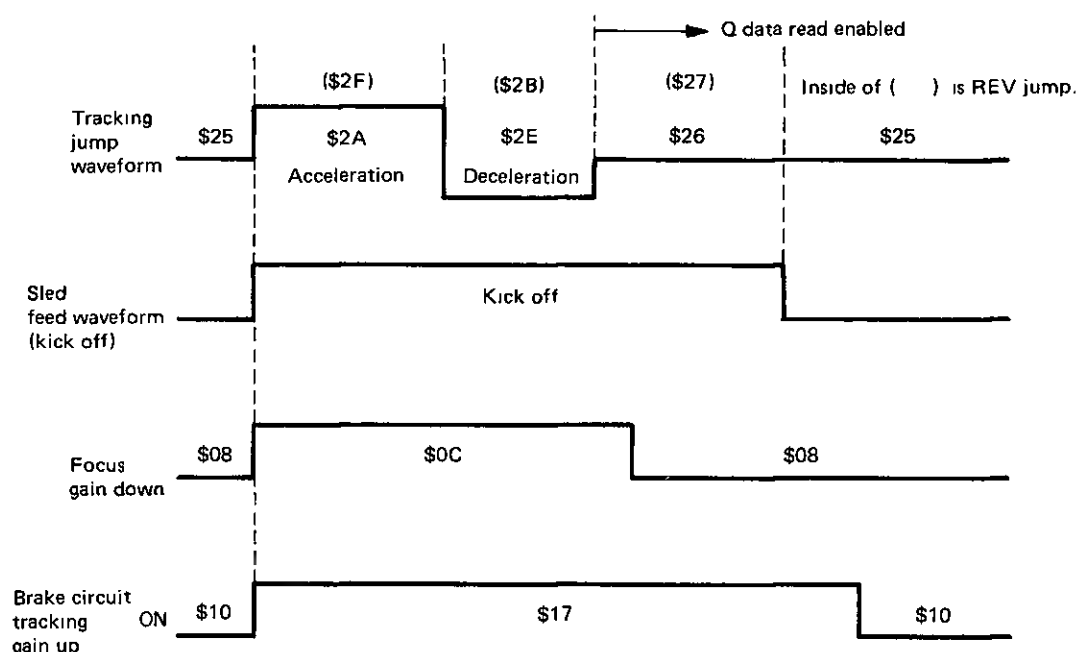 Q data read enabled
($2F) ($2B) ($27) Inside of ( ) is REV jump.
Tracking
jump
waveform
$25 $2A $2E $26 $25
Acceleration Deceleration
Sled
feed waveform
(kick off)
Kick off
$08 $0C $08
Focus
gain down
Brake circuit
tracking
gain up
ON
$10 $17 $10